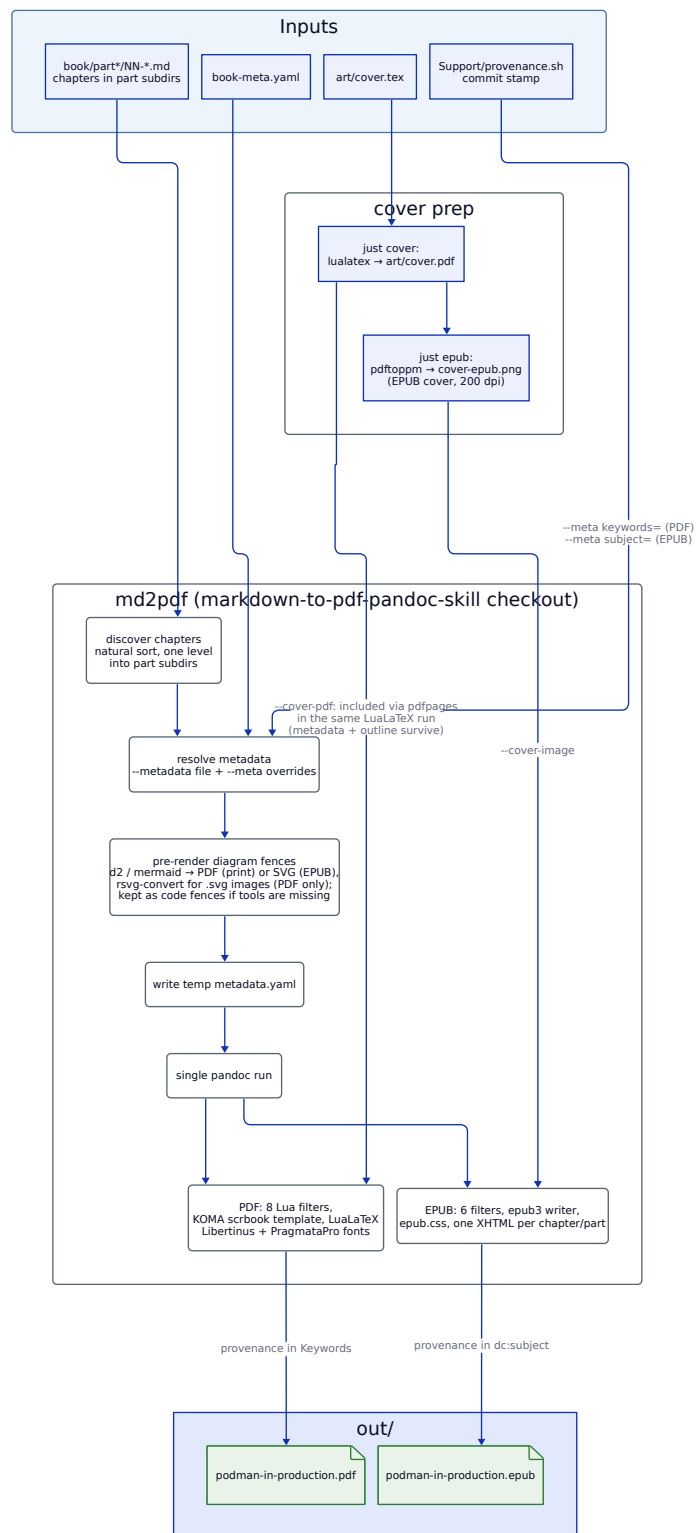 Inputs
book/part*/NN-*.md
chapters in part subdirs
book-meta.yaml
art/cover.tex
Support/provenance.sh
commit stamp
cover prep
just cover:
lualatex → art/cover.pdf
just epub:
pdftoppm → cover-epub.png
(EPUB cover, 200 dpi)
--meta keywords= (PDF)
--meta subject= (EPUB)
md2pdf (markdown-to-pdf-pandoc-skill checkout)
discover chapters
natural sort, one level
into part subdirs
--cover-pdf: included via pdfpages
in the same LuaLaTeX run
(metadata + outline survive)
--cover-image
resolve metadata
--metadata file + --meta overrides
pre-render diagram fences
d2 / mermaid → PDF (print) or SVG (EPUB),
rsvg-convert for .svg images (PDF only);
kept as code fences if tools are missing
write temp metadata.yaml
single pandoc run
PDF: 8 Lua filters,
KOMA scrbook template, LuaLaTeX
Libertinus + PragmataPro fonts
EPUB: 6 filters, epub3 writer,
epub.css, one XHTML per chapter/part
provenance in Keywords
provenance in dc:subject
out/
podman-in-production.pdf
podman-in-production.epub